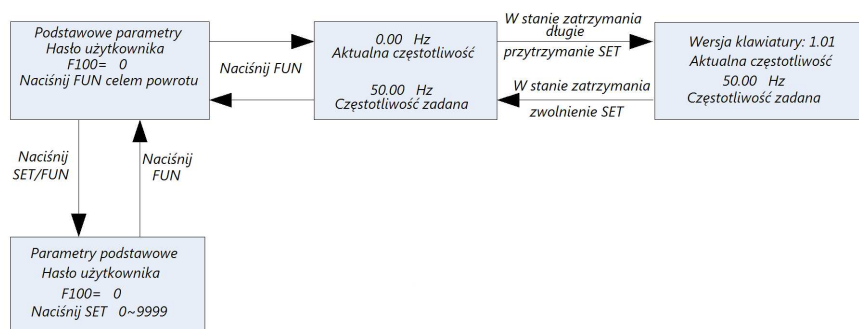 Podstawowe parametry
Hasło użytkownika
F100= 0
Naciśnij FUN celem powrotu
Naciśnij FUN
0.00 Hz
Aktualna częstotliwość
50.00 Hz
Częstotliwość zadana
W stanie zatrzymania
długie
przytrzymanie SET
W stanie zatrzymania
zwolnienie SET
Wersja klawiatury: 1.01
Aktualna częstotliwość
50.00 Hz
Częstotliwość zadana
Naciśnij
SET/FUN
Naciśnij
FUN
Parametry podstawowe
Hasło użytkownika
F100= 0
Naciśnij SET 0~9999